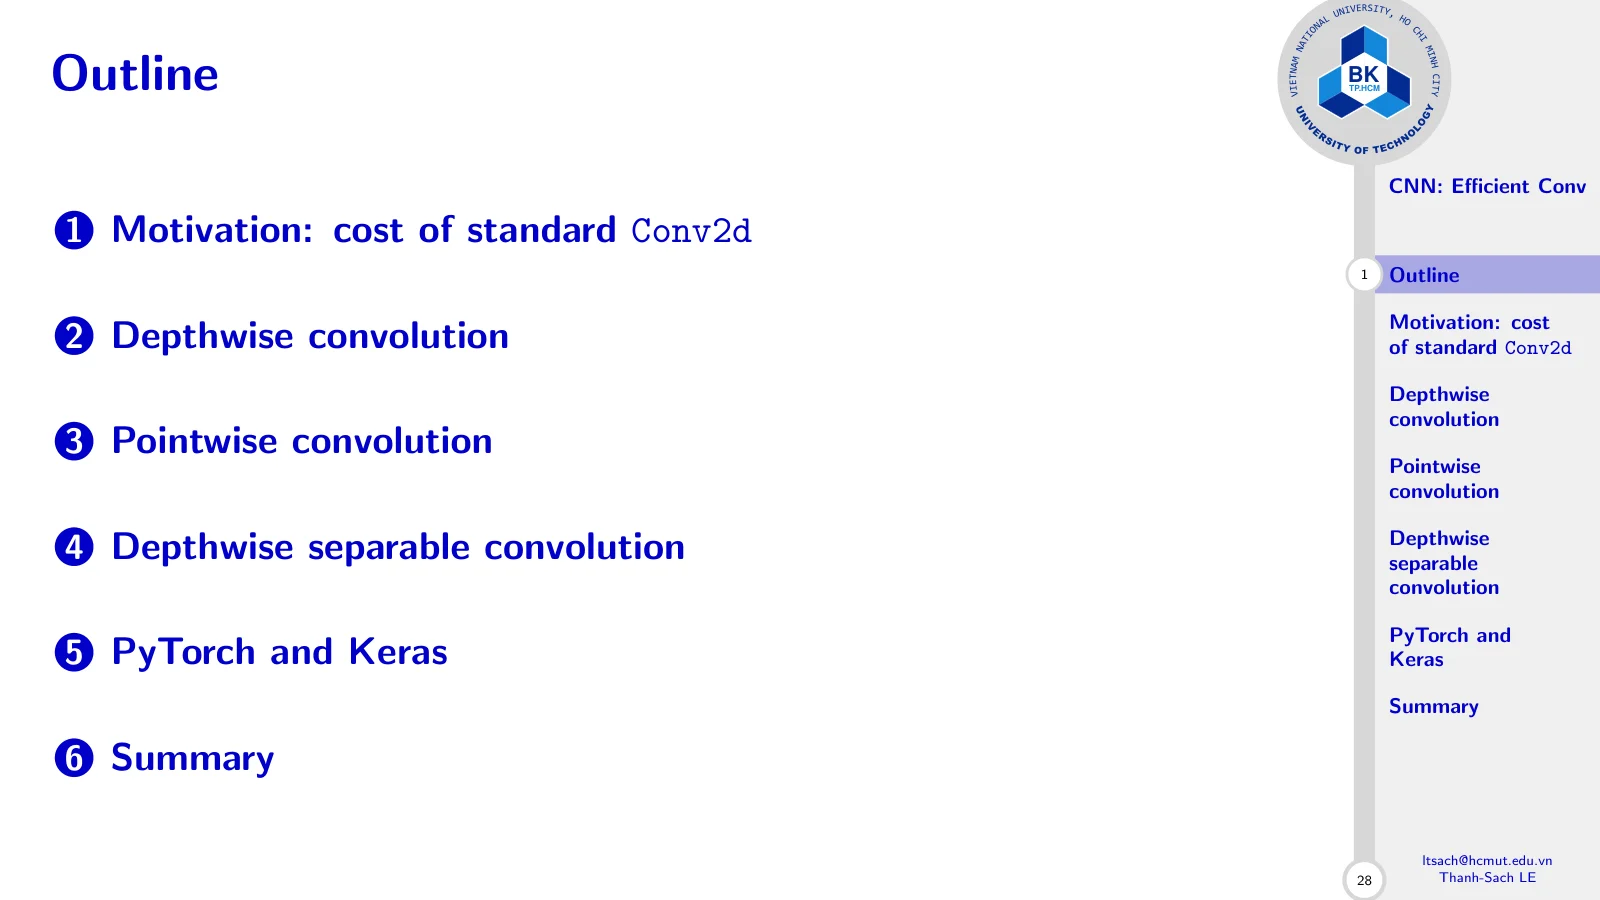 Outline
1 Motivation: cost of standard Conv2d
2 Depthwise convolution
3 Pointwise convolution
4 Depthwise separable convolution
5 PyTorch and Keras
6 Summary
VIETNAM NATIONAL UNIVERSITY, HO CHI MINH CITY
BK
TP.HCM
UNIVERSITY OF TECHNOLOGY
CNN: Efficient Conv
1 Outline
Motivation: cost
of standard Conv2d
Depthwise
convolution
Pointwise
convolution
Depthwise
separable
convolution
PyTorch and
Keras
Summary
ltsach@hcmut.edu.vn
Thanh-Sach LE
28